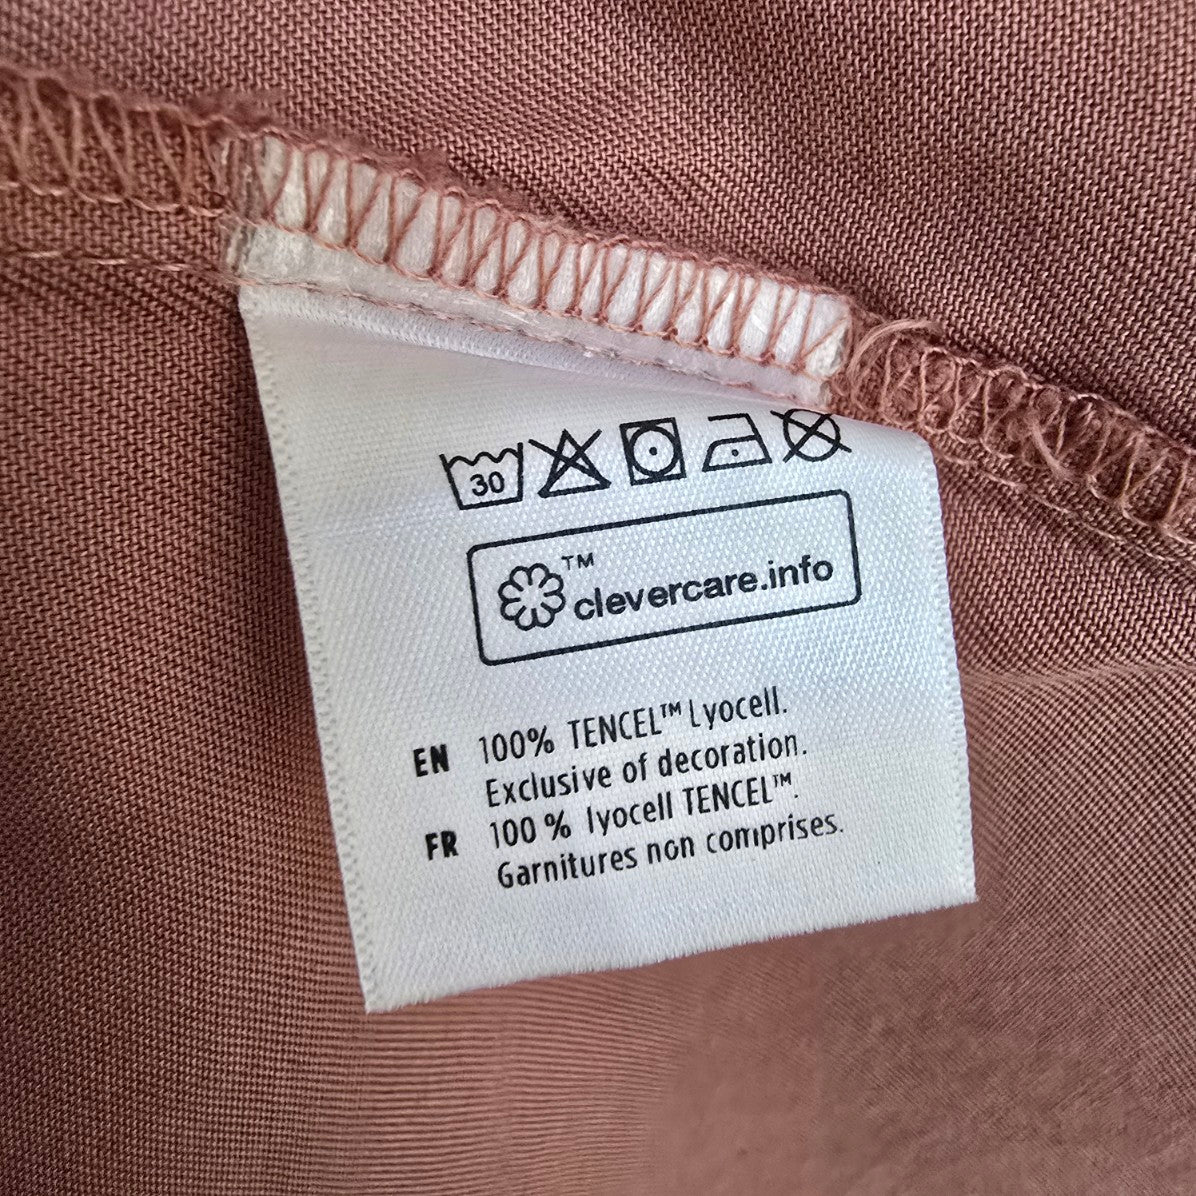 30
™
clevercare.info
EN 100% TENCEL™ Lyocell.
Exclusive of decoration.
FR 100 % lyocell TENCEL™.
Garnitures non comprises.